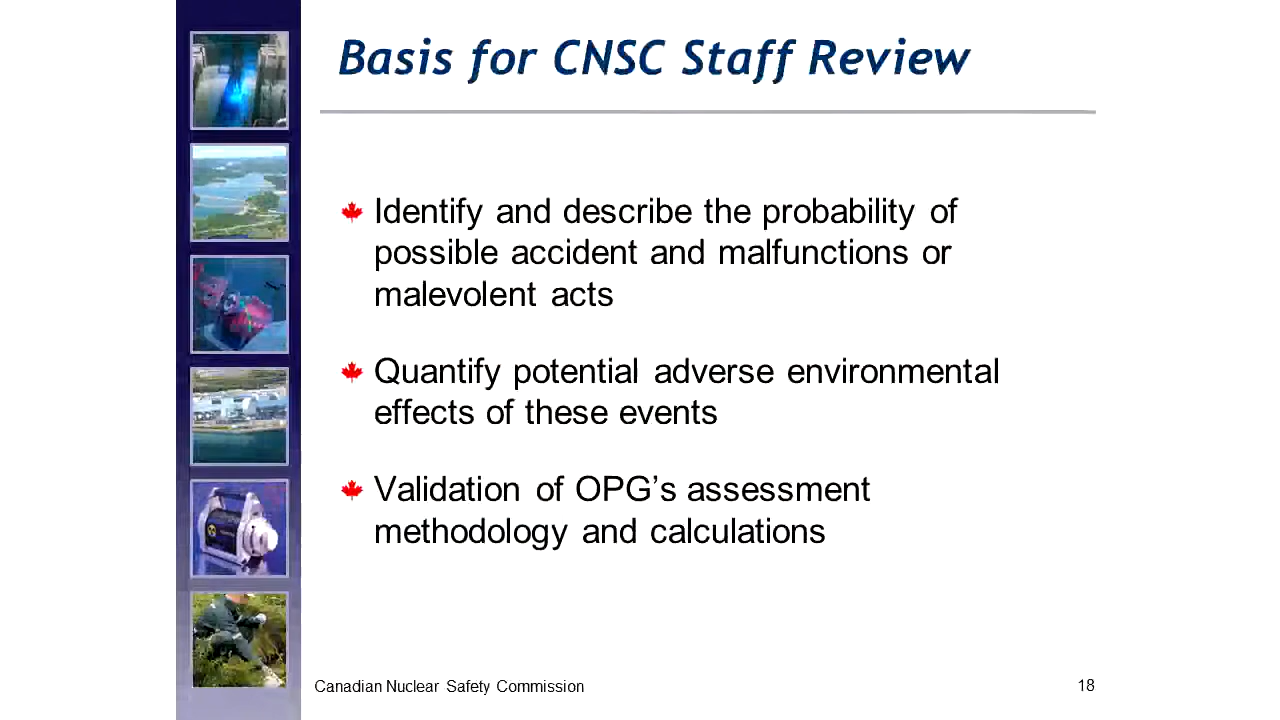 Basis for CNSC Staff Review
Identify and describe the probability of
possible accident and malfunctions or
malevolent acts
Quantify potential adverse environmental
effects of these events
Validation of OPG’s assessment
methodology and calculations
Canadian Nuclear Safety Commission
18